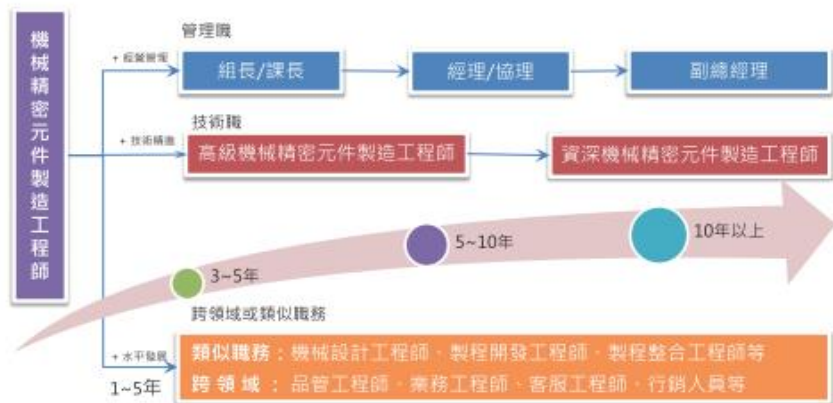 機械精密元件製造工程師
管理職
+ 經營管理
組長/課長
經理/協理
副總經理
技術職
+ 技術精進
高級機械精密元件製造工程師
資深機械精密元件製造工程師
3~5年
5~10年
10年以上
跨領域或類似職務
+ 水平發展
1~5年
類似職務：機械設計工程師、製程開發工程師、製程整合工程師等
跨領域：品管工程師、業務工程師、客服工程師、行銷人員等